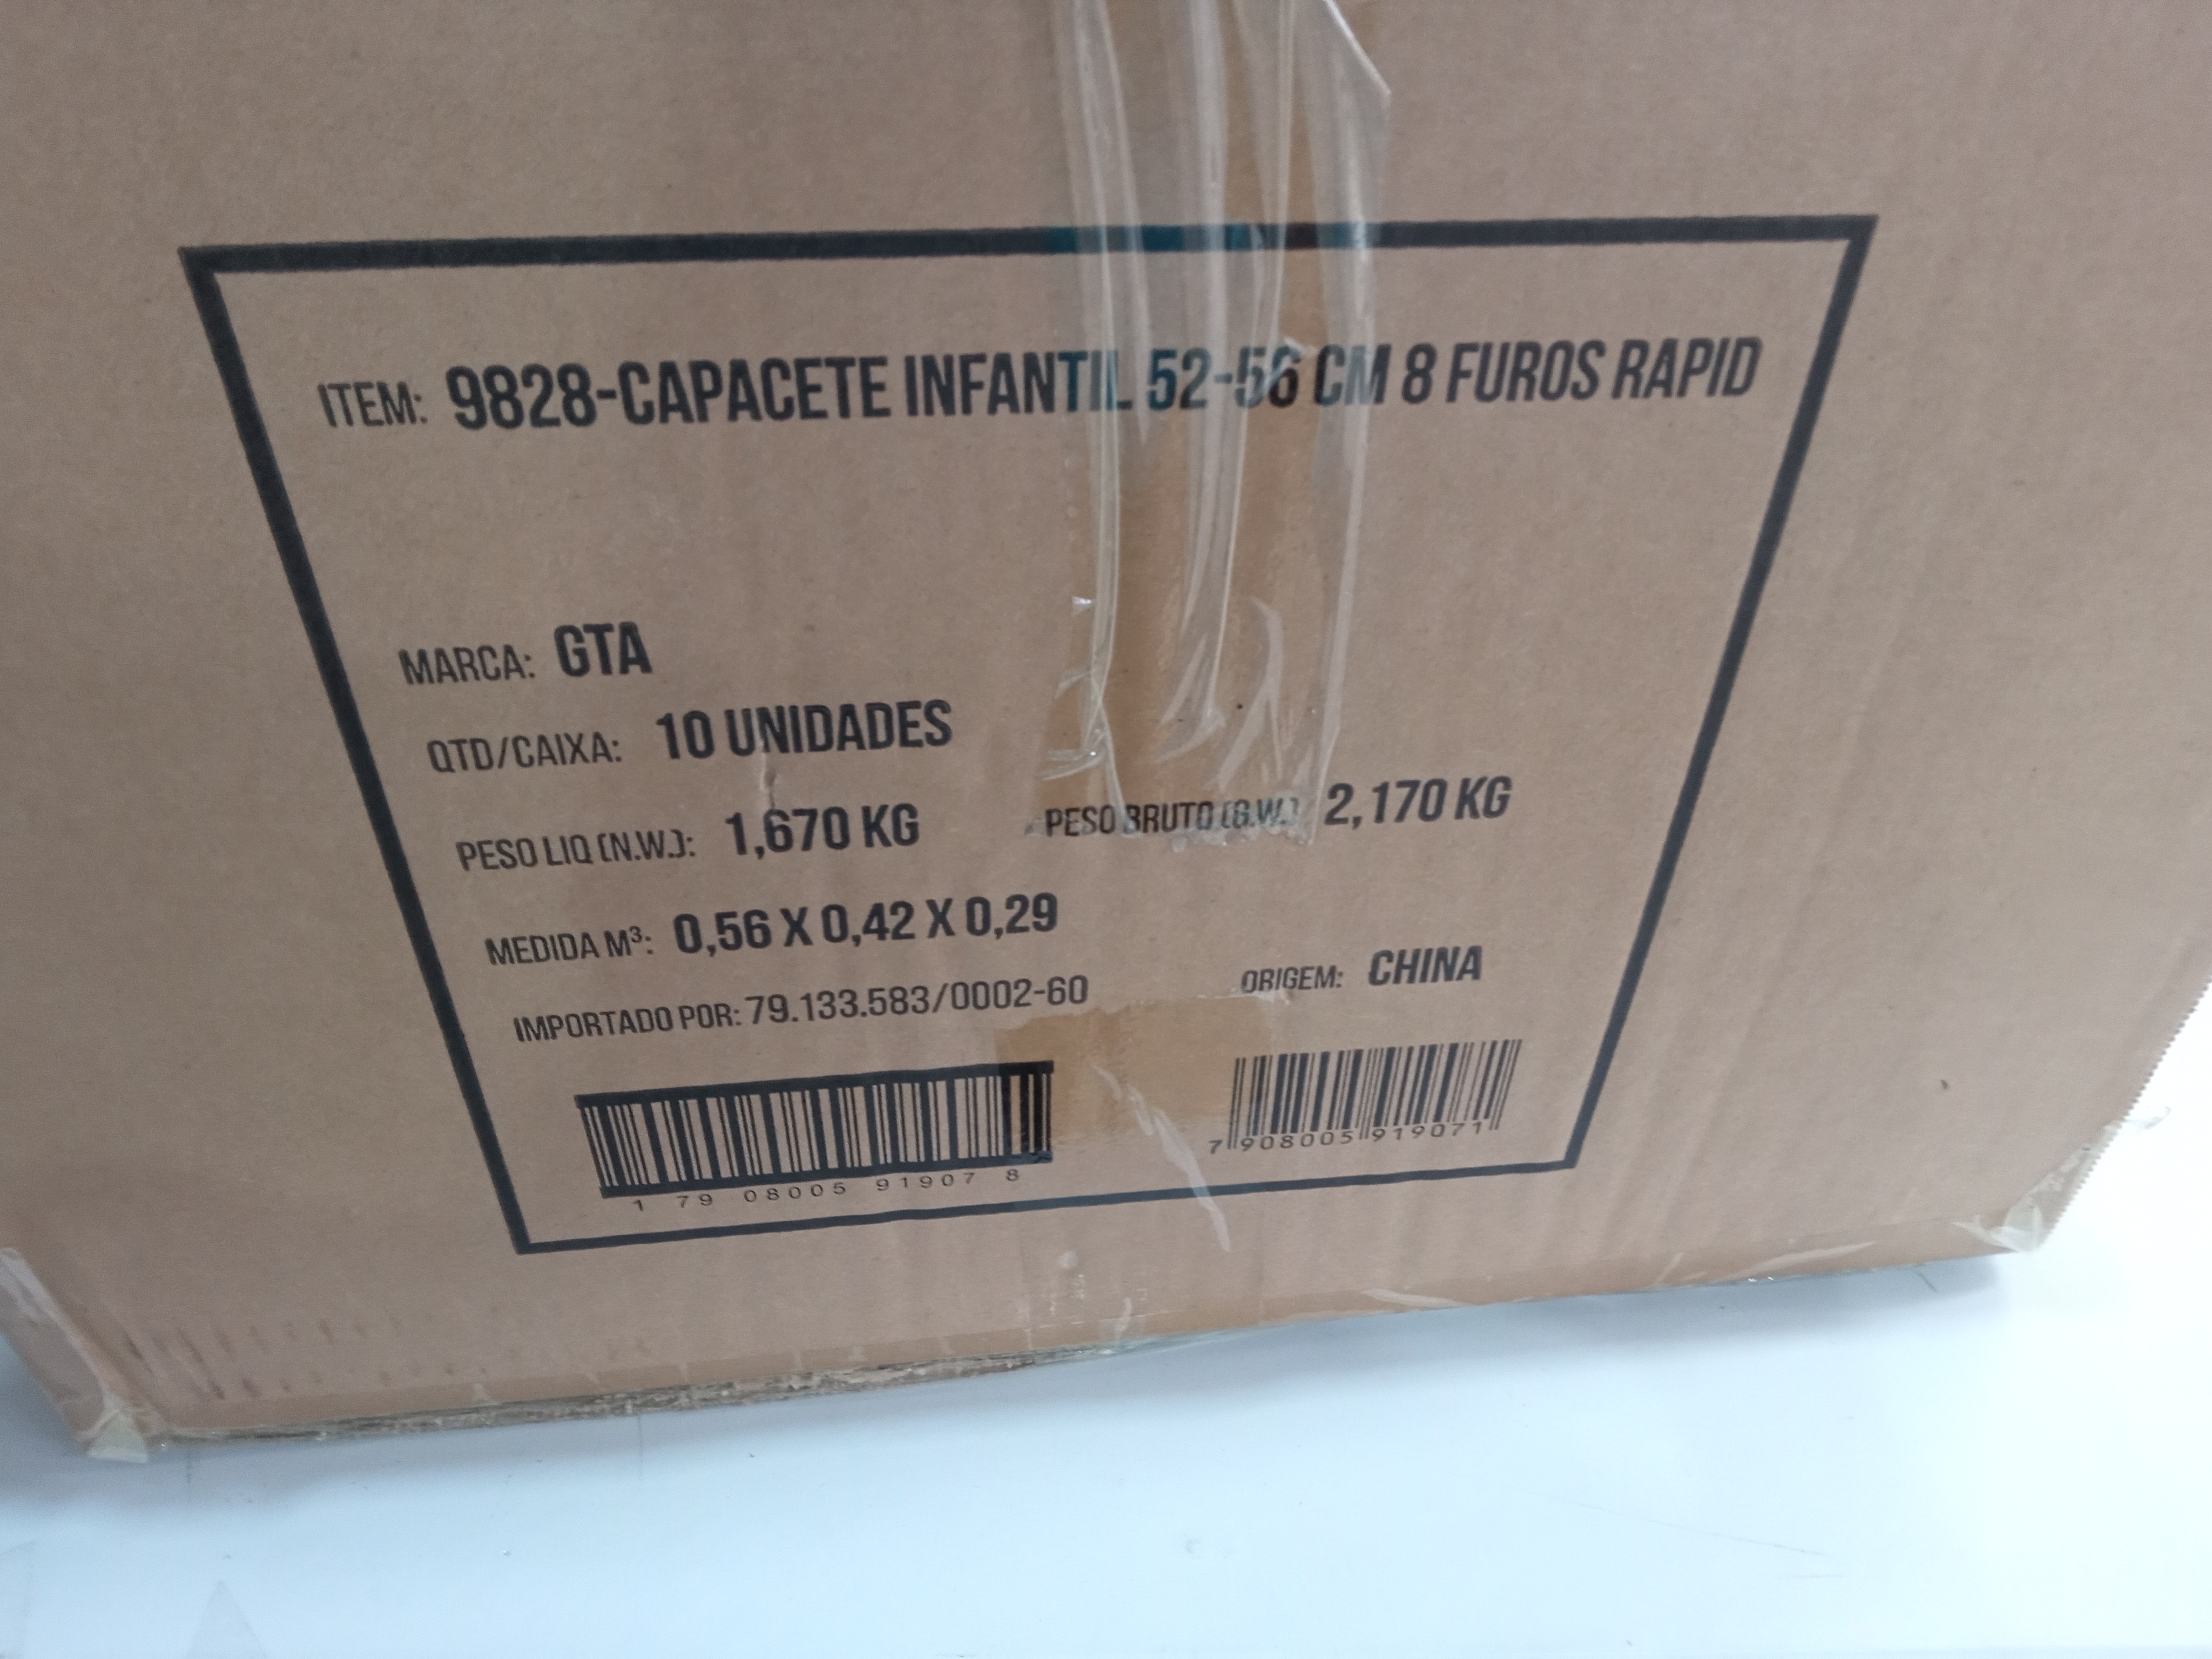 ITEM: 9828-CAPACETE INFANTIL 52-56 CM 8 FUROS RAPID
MARCA: GTA
QTD/CAIXA: 10 UNIDADES
PESO LIQ (N.W.): 1,670 KG PESO BRUTO (G.W.) 2,170 KG
MEDIDA M³: 0,56 X 0,42 X 0,29
IMPORTADO POR: 79.133.583/0002-60 ORIGEM: CHINA
1 79 08005 91907 8
7 908005 919071